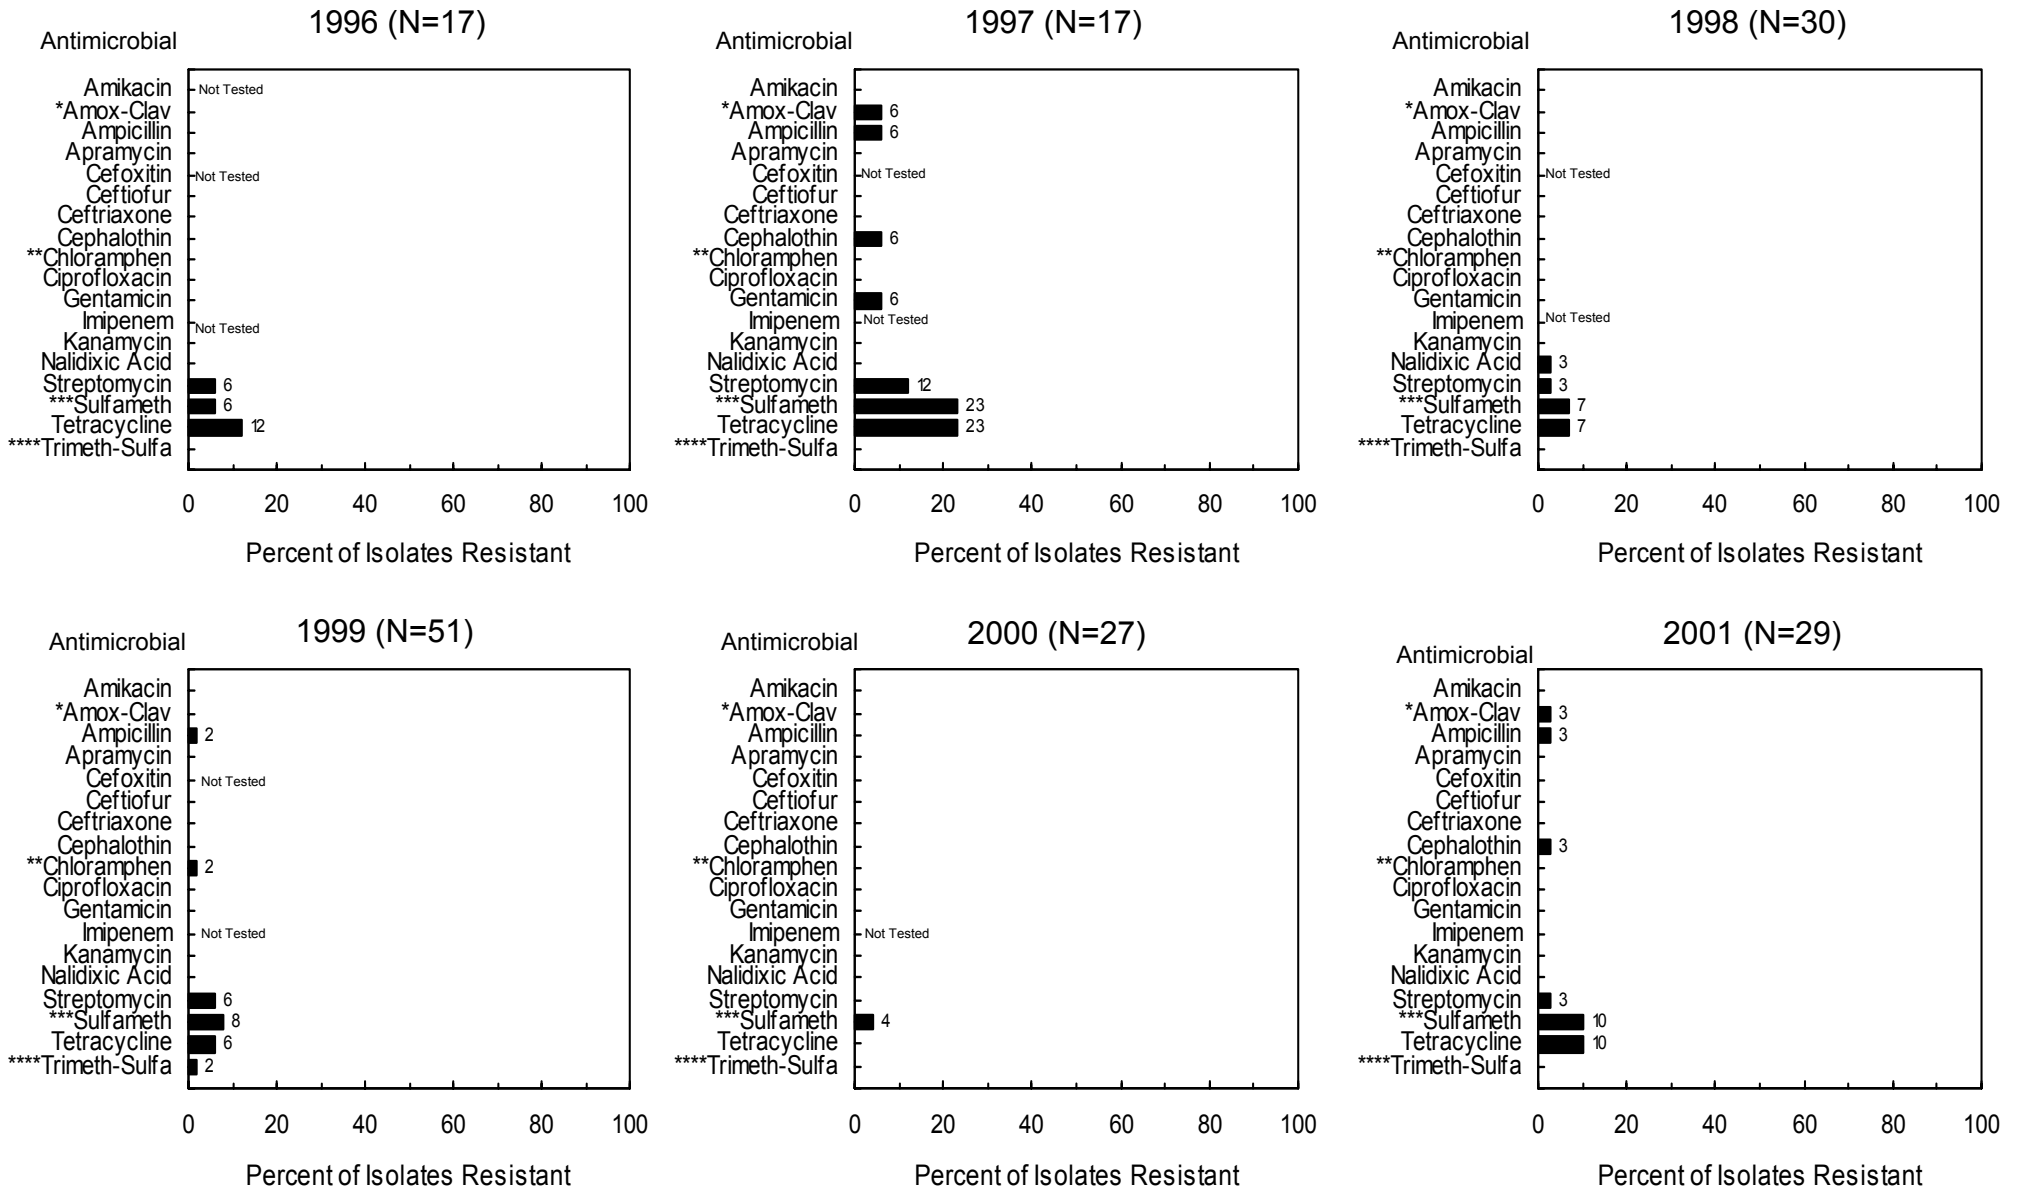 1996 (N=17)
Antimicrobial
Amikacin Not Tested
*Amox-Clav
Ampicillin
Apramycin
Cefoxitin Not Tested
Ceftiofur
Ceftriaxone
Cephalothin
**Chloramphen
Ciprofloxacin
Gentamicin
Imipenem Not Tested
Kanamycin
Nalidixic Acid
Streptomycin 6
***Sulfameth 6
Tetracycline 12
****Trimeth-Sulfa
0 20 40 60 80 100
Percent of Isolates Resistant
1997 (N=17)
Antimicrobial
Amikacin
*Amox-Clav 6
Ampicillin 6
Apramycin
Cefoxitin Not Tested
Ceftiofur
Ceftriaxone
Cephalothin 6
**Chloramphen
Ciprofloxacin
Gentamicin 6
Imipenem Not Tested
Kanamycin
Nalidixic Acid
Streptomycin 12
***Sulfameth 23
Tetracycline 23
****Trimeth-Sulfa
0 20 40 60 80 100
Percent of Isolates Resistant
1998 (N=30)
Antimicrobial
Amikacin
*Amox-Clav
Ampicillin
Apramycin
Cefoxitin Not Tested
Ceftiofur
Ceftriaxone
Cephalothin
**Chloramphen
Ciprofloxacin
Gentamicin
Imipenem Not Tested
Kanamycin
Nalidixic Acid 3
Streptomycin 3
***Sulfameth 7
Tetracycline 7
****Trimeth-Sulfa
0 20 40 60 80 100
Percent of Isolates Resistant
1999 (N=51)
Antimicrobial
Amikacin
*Amox-Clav
Ampicillin 2
Apramycin
Cefoxitin Not Tested
Ceftiofur
Ceftriaxone
Cephalothin
**Chloramphen 2
Ciprofloxacin
Gentamicin
Imipenem Not Tested
Kanamycin
Nalidixic Acid
Streptomycin 6
***Sulfameth 8
Tetracycline 6
****Trimeth-Sulfa 2
0 20 40 60 80 100
Percent of Isolates Resistant
2000 (N=27)
Antimicrobial
Amikacin
*Amox-Clav
Ampicillin
Apramycin
Cefoxitin
Ceftiofur
Ceftriaxone
Cephalothin
**Chloramphen
Ciprofloxacin
Gentamicin
Imipenem Not Tested
Kanamycin
Nalidixic Acid
Streptomycin
***Sulfameth 4
Tetracycline
****Trimeth-Sulfa
0 20 40 60 80 100
Percent of Isolates Resistant
2001 (N=29)
Antimicrobial
Amikacin
*Amox-Clav 3
Ampicillin 3
Apramycin
Cefoxitin
Ceftiofur
Ceftriaxone
Cephalothin 3
**Chloramphen
Ciprofloxacin
Gentamicin
Imipenem
Kanamycin
Nalidixic Acid
Streptomycin 3
***Sulfameth 10
Tetracycline 10
****Trimeth-Sulfa
0 20 40 60 80 100
Percent of Isolates Resistant